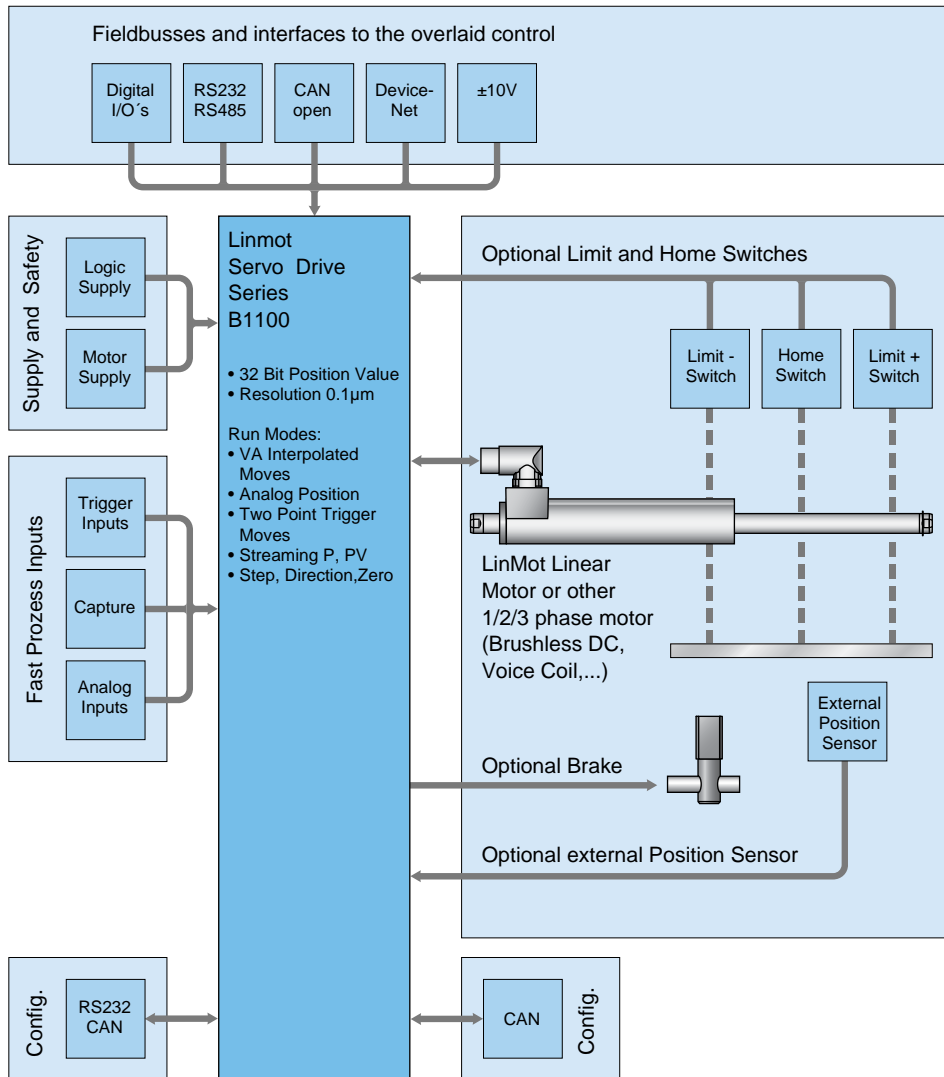 Fieldbusses and interfaces to the overlaid control
Digital
I/O´s
RS232
RS485
CAN
open
Device-
Net
±10V
Supply and Safety
Logic
Supply
Motor
Supply
Linmot
Servo Drive
Series
B1100
• 32 Bit Position Value
• Resolution 0.1µm
Run Modes:
• VA Interpolated
Moves
• Analog Position
• Two Point Trigger
Moves
• Streaming P, PV
• Step, Direction,Zero
Optional Limit and Home Switches
Limit -
Switch
Home
Switch
Limit +
Switch
Fast Prozess Inputs
Trigger
Inputs
Capture
Analog
Inputs
LinMot Linear
Motor or other
1/2/3 phase motor
(Brushless DC,
Voice Coil,...)
External
Position
Sensor
Optional Brake
Optional external Position Sensor
Config.
RS232
CAN
CAN
Config.